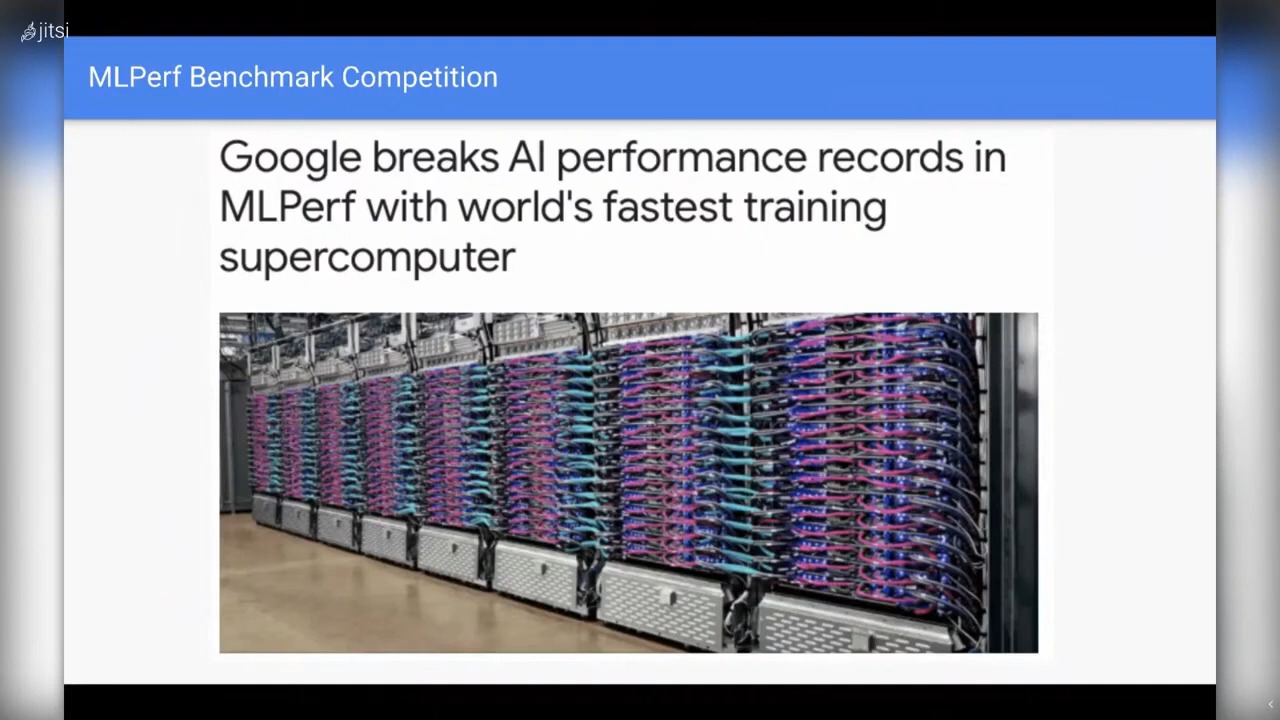 jitsi
MLPerf Benchmark Competition
Google breaks AI performance records in
MLPerf with world's fastest training
supercomputer